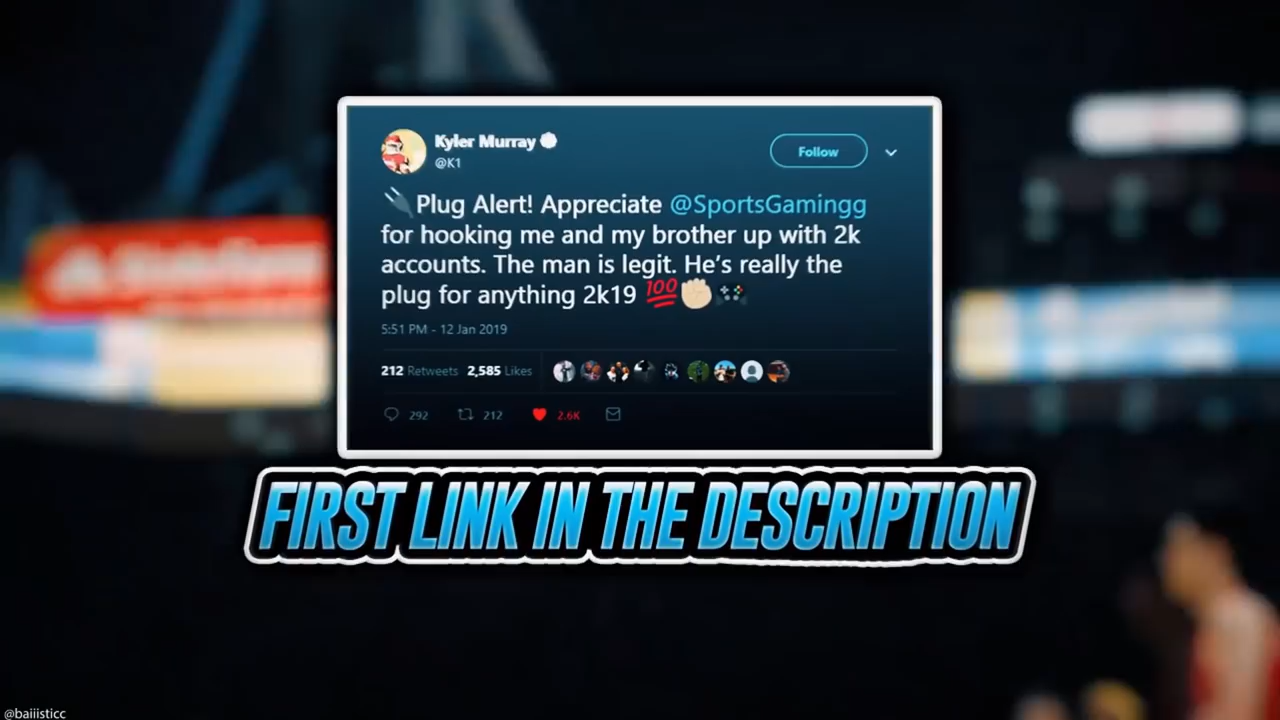 Kyler Murray
@K1
Follow
Plug Alert! Appreciate @SportsGamingg
for hooking me and my brother up with 2k
accounts. The man is legit. He’s really the
plug for anything 2k19 💯✊🏼🎮
5:51 PM - 12 Jan 2019
212 Retweets 2,585 Likes
292 212 2.6K
FIRST LINK IN THE DESCRIPTION
@baiiisticc